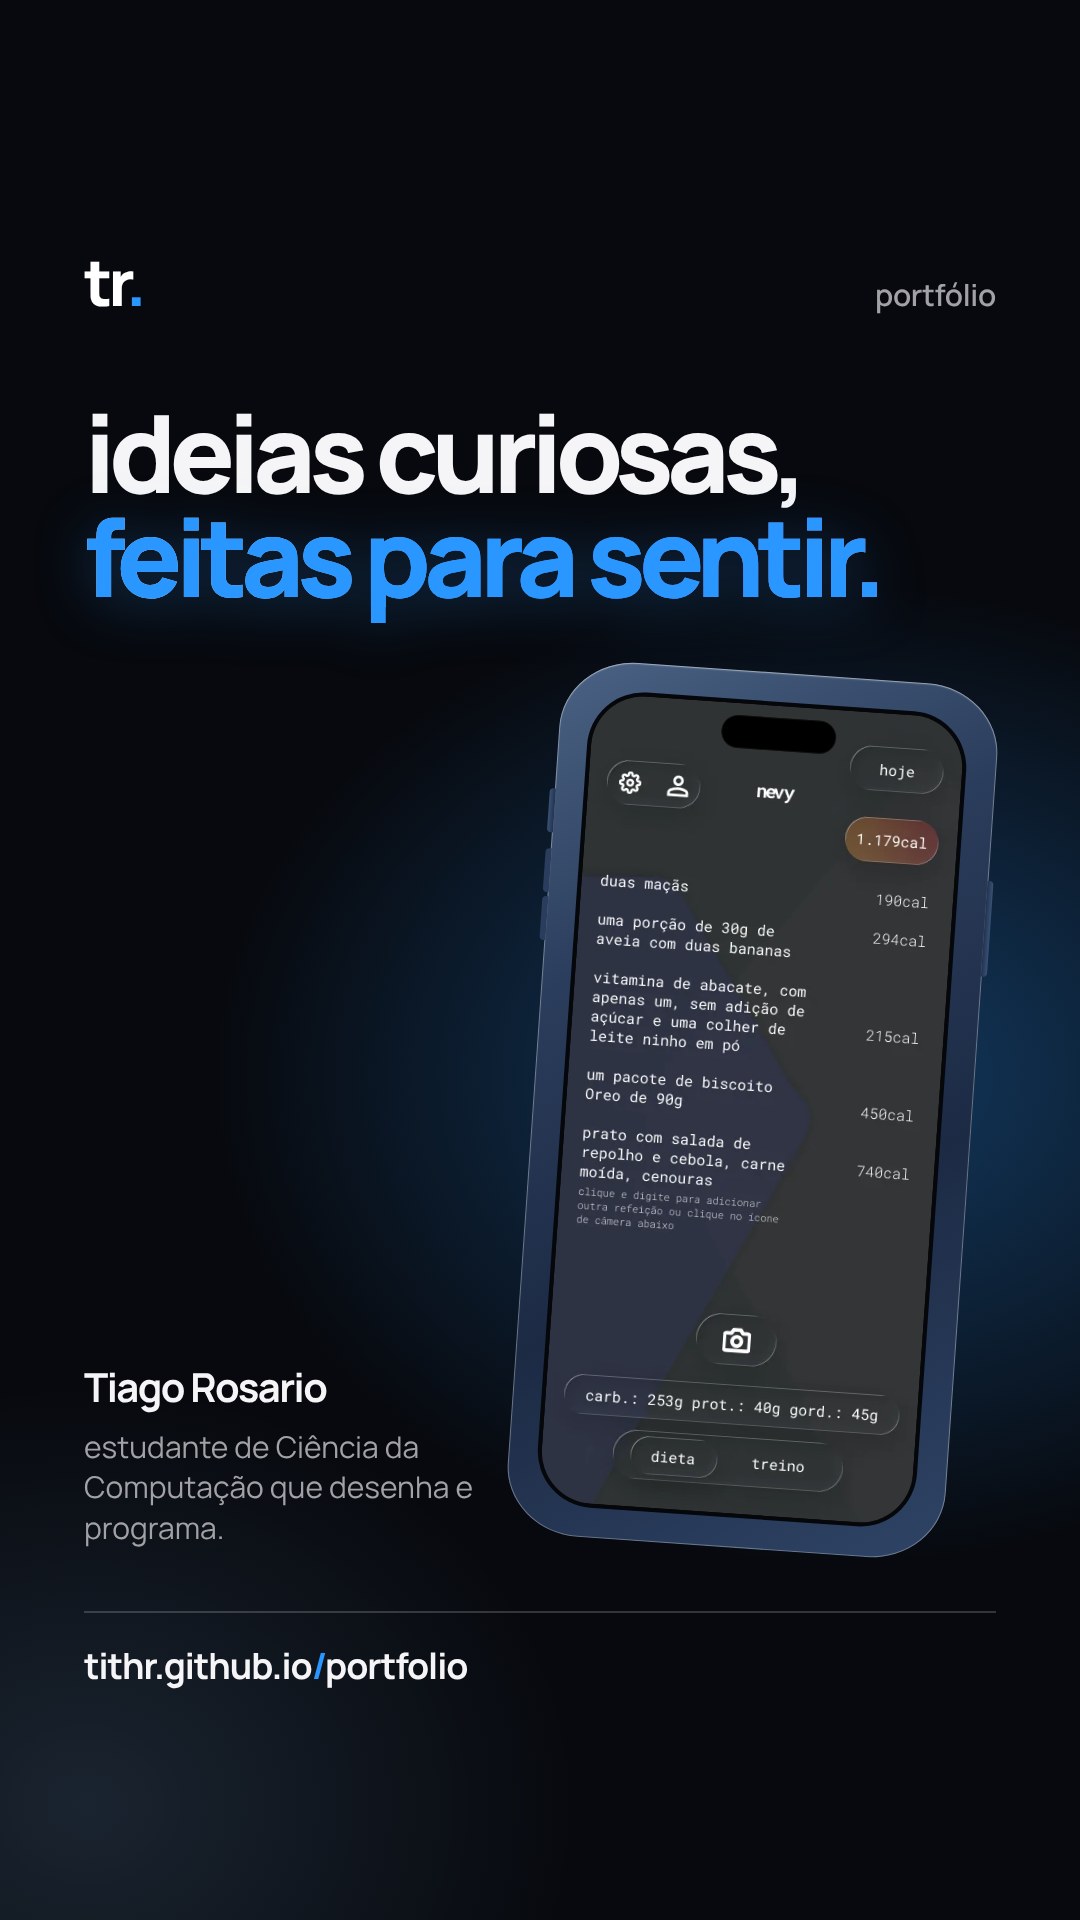 tr.
portfólio
ideias curiosas,
feitas para sentir.
hoje
nevy
1.179cal
duas maçãs
190cal
uma porção de 30g de
aveia com duas bananas
294cal
vitamina de abacate, com
apenas um, sem adição de
açúcar e uma colher de
leite ninho em pó
215cal
um pacote de biscoito
Oreo de 90g
450cal
prato com salada de
repolho e cebola, carne
moída, cenouras
740cal
clique e digite para adicionar
outra refeição ou clique no ícone
de câmera abaixo
carb.: 253g prot.: 40g gord.: 45g
dieta treino
Tiago Rosario
estudante de Ciência da
Computação que desenha e
programa.
tithr.github.io/portfolio